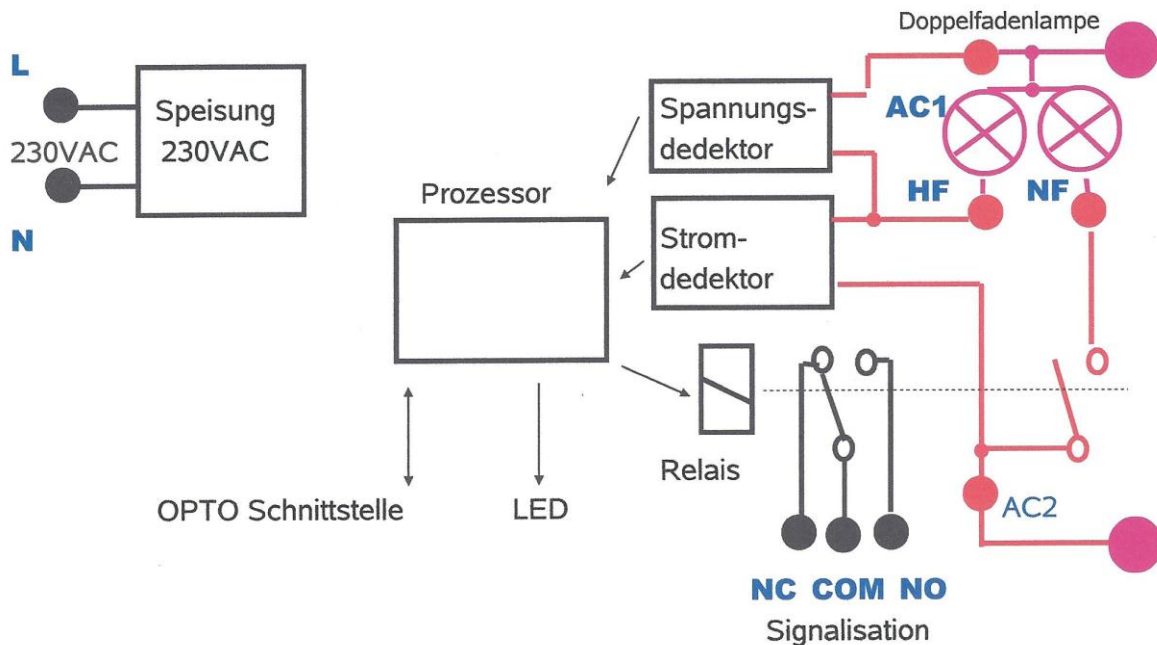 Doppelfadenlampe
L
Speisung
230VAC
230VAC
N
Spannungs-
dedektor
AC1
HF
NF
Prozessor
Strom-
dedektor
Relais
OPTO Schnittstelle
LED
AC2
NC COM NO
Signalisation